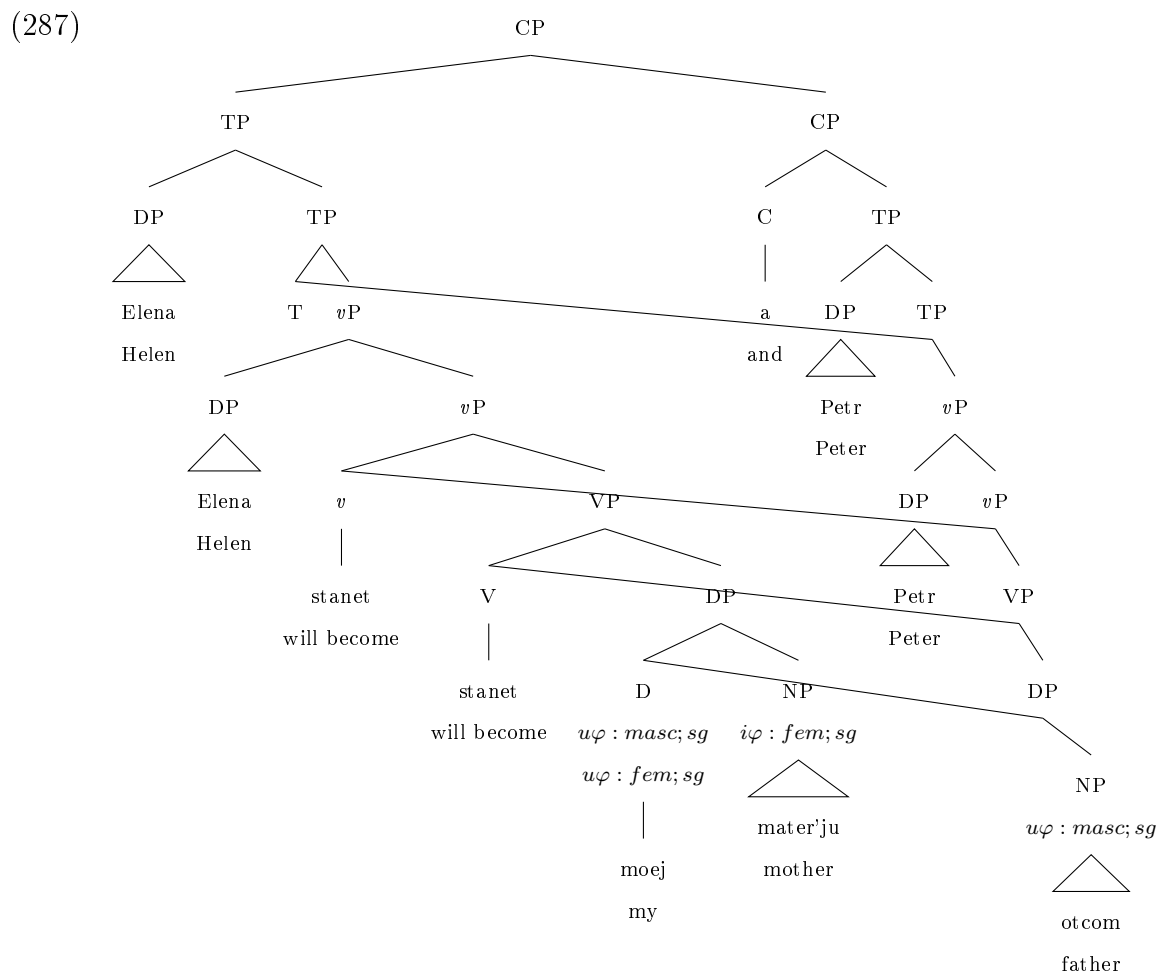 (287)
CP
TP CP
DP TP C TP
Elena T vP a DP TP
Helen and
DP vP Petr vP
Peter
Elena v VP DP vP
Helen
stanet V DP Petr VP
will become Peter
stanet D NP DP
will become uφ : masc; sg iφ : fem; sg
uφ : fem; sg
NP
mater'ju uφ : masc; sg
moej mother
my
otcom
father